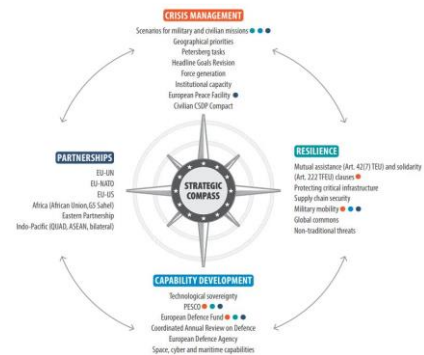 CRISIS MANAGEMENT
Scenarios for military and civilian missions
Geographical priorities
Petersberg tasks
Headline Goals Revision
Force generation
Institutional capacity
European Peace Facility
Civilian CSDP Compact
PARTNERSHIPS
EU-UN
EU-NATO
EU-US
Africa (African Union,G5 Sahel)
Eastern Partnership
Indo-Pacific (QUAD, ASEAN, bilateral)
STRATEGIC
COMPASS
RESILIENCE
Mutual assistance (Art. 42(7) TEU) and solidarity
(Art. 222 TFEU) clauses
Protecting critical infrastructure
Supply chain security
Military mobility
Global commons
Non-traditional threats
CAPABILITY DEVELOPMENT
Technological sovereignty
PESCO
European Defence Fund
Coordinated Annual Review on Defence
European Defence Agency
Space, cyber and maritime capabilities